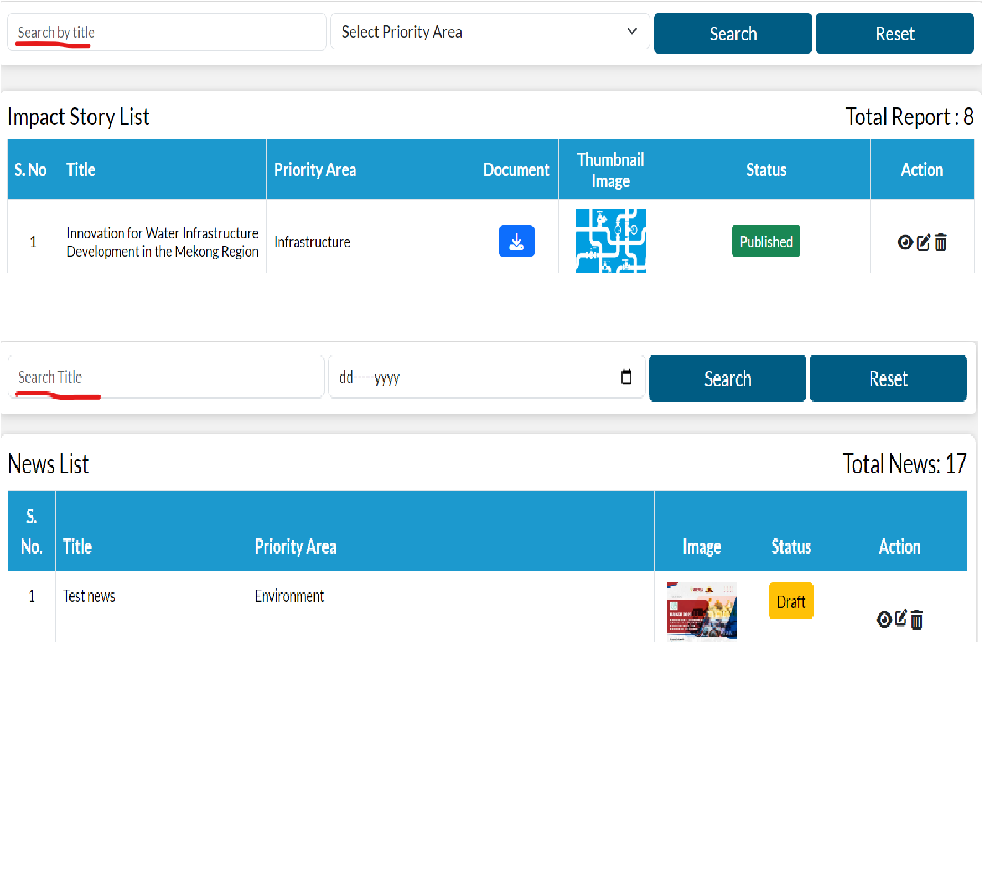 Search by title
Select Priority Area
Search
Reset
Impact Story List
Total Report : 8
S. No
Title
Priority Area
Document
Thumbnail
Image
Status
Action
1
Innovation for Water Infrastructure
Development in the Mekong Region
Infrastructure
Published
Search Title
dd-----yyyy
Search
Reset
News List
Total News: 17
S.
No.
Title
Priority Area
Image
Status
Action
1
Test news
Environment
Draft